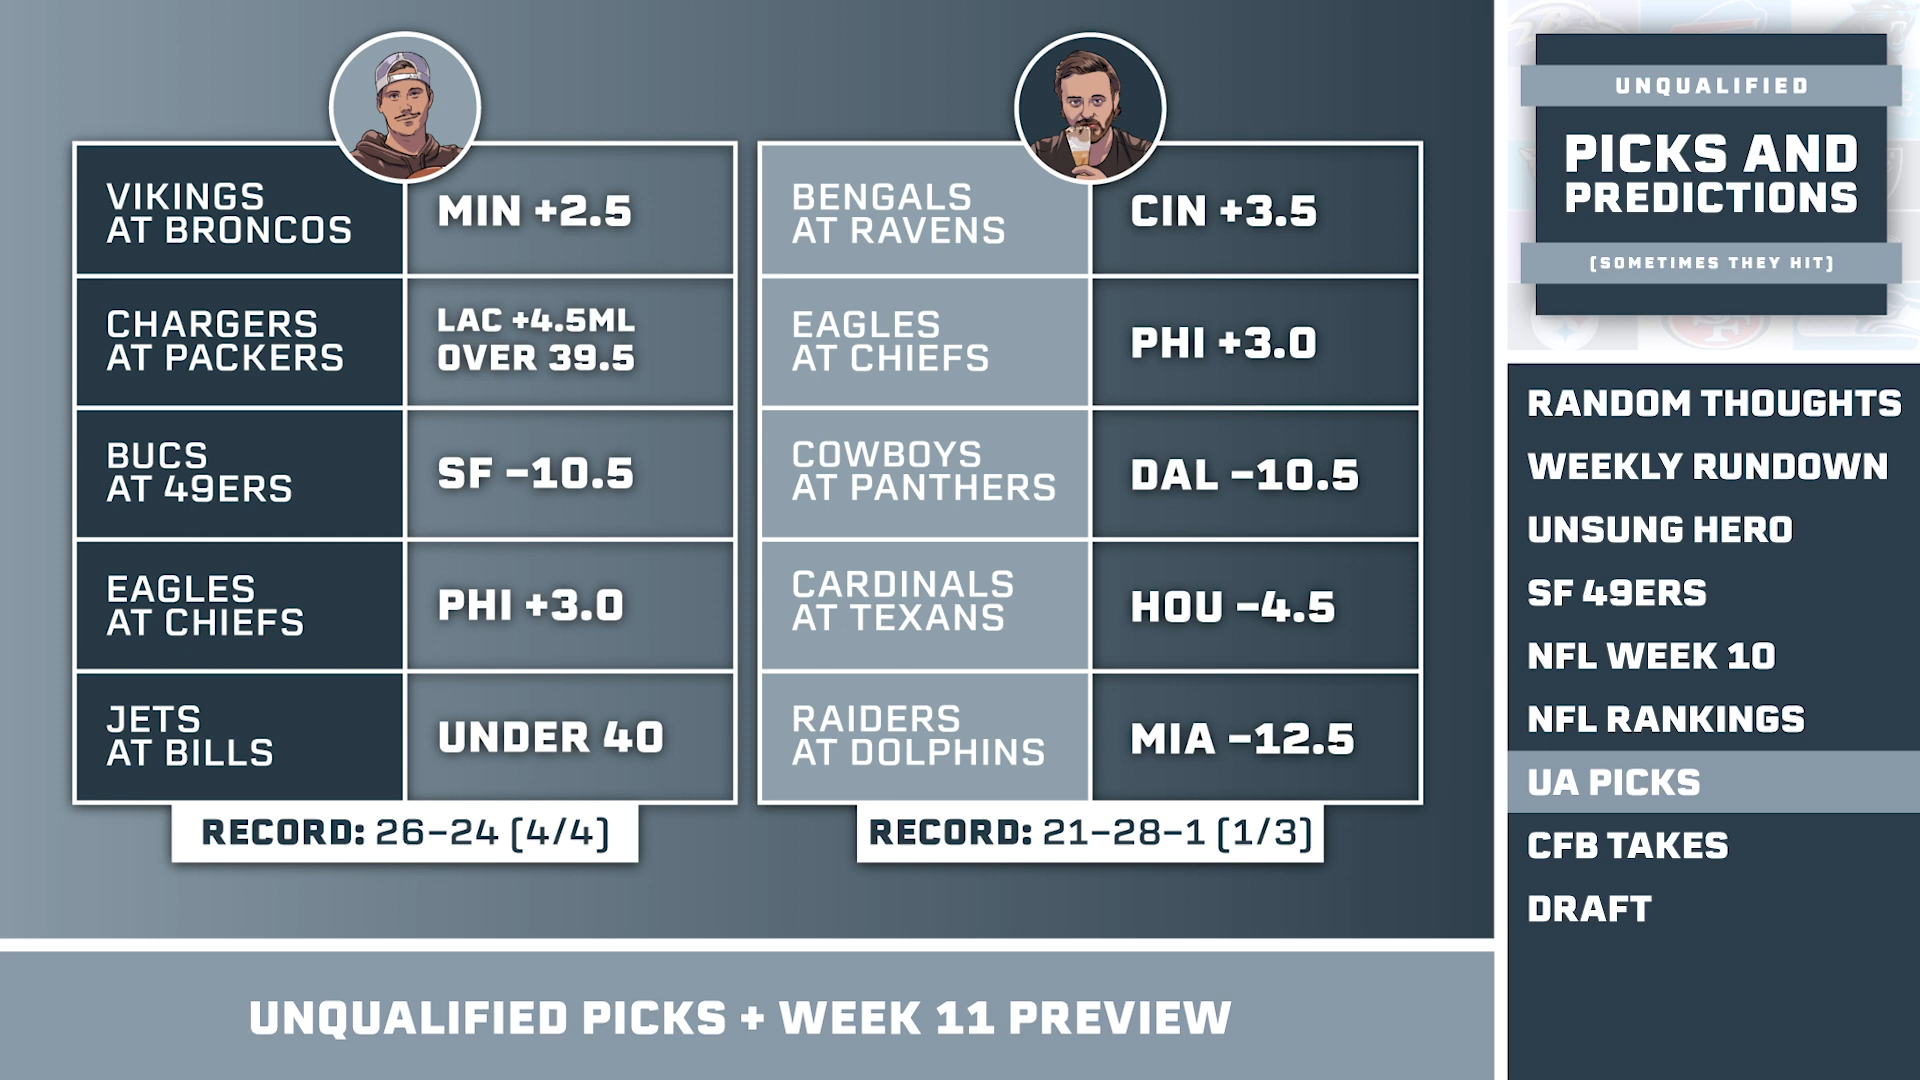 VIKINGS
AT BRONCOS
MIN +2.5
CHARGERS
AT PACKERS
LAC +4.5ML
OVER 39.5
BUCS
AT 49ERS
SF –10.5
EAGLES
AT CHIEFS
PHI +3.0
JETS
AT BILLS
UNDER 40
RECORD: 26–24 (4/4)
BENGALS
AT RAVENS
CIN +3.5
EAGLES
AT CHIEFS
PHI +3.0
COWBOYS
AT PANTHERS
DAL –10.5
CARDINALS
AT TEXANS
HOU –4.5
RAIDERS
AT DOLPHINS
MIA –12.5
RECORD: 21–28–1 (1/3)
UNQUALIFIED PICKS + WEEK 11 PREVIEW
UNQUALIFIED
PICKS AND
PREDICTIONS
(SOMETIMES THEY HIT)
RANDOM THOUGHTS
WEEKLY RUNDOWN
UNSUNG HERO
SF 49ERS
NFL WEEK 10
NFL RANKINGS
UA PICKS
CFB TAKES
DRAFT